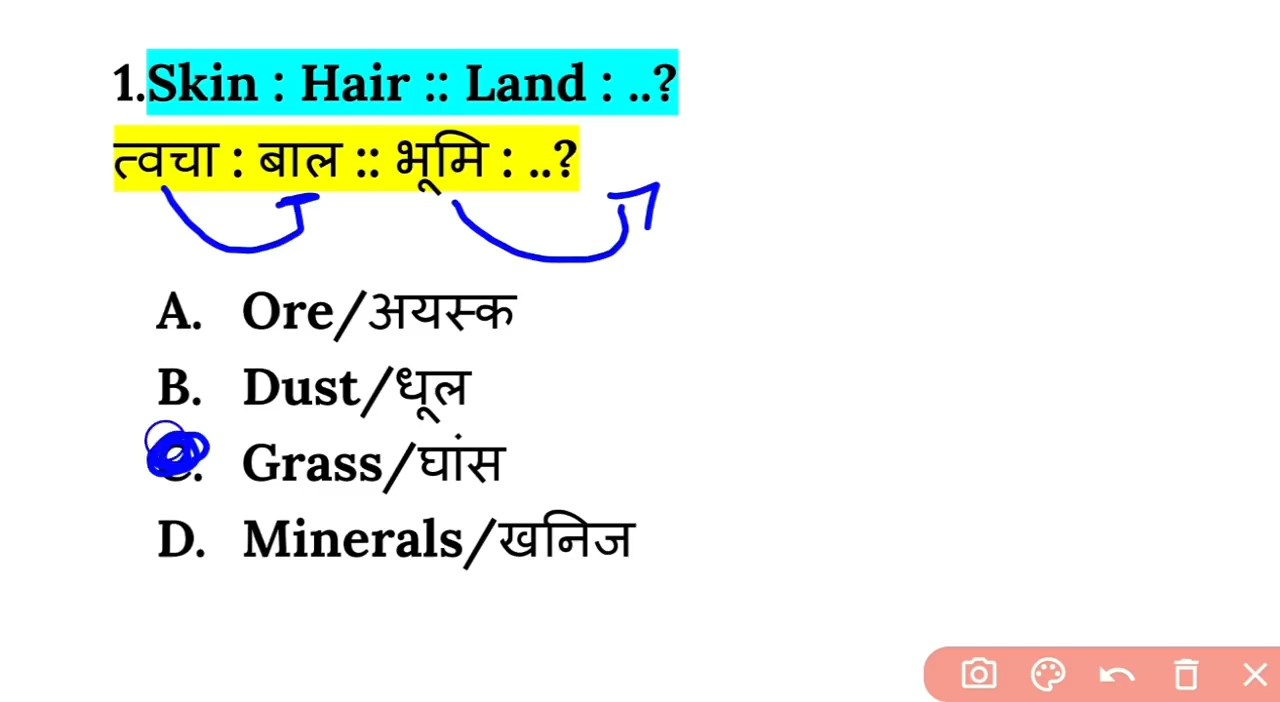 1.Skin : Hair :: Land : ..?
त्वचा : बाल :: भूमि : ..?
A. Ore/अयस्क
B. Dust/धूल
C. Grass/घांस
D. Minerals/खनिज